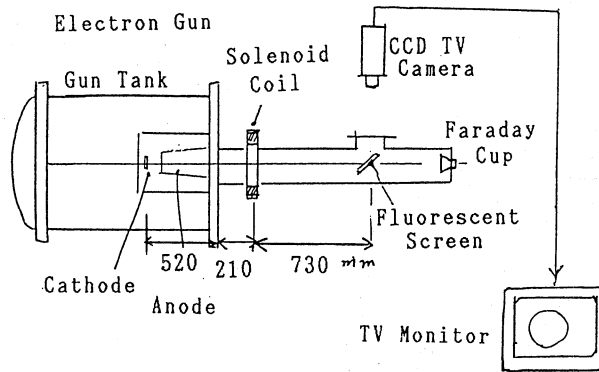 Electron Gun
CCD TV
Camera
Solenoid
Coil
Gun Tank
Faraday
Cup
Fluorescent
Screen
520
210
730 mm
Cathode
Anode
TV Monitor